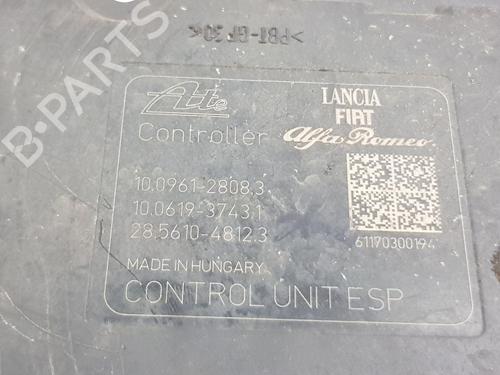 >PBT-GF30<
B-PARTS
Ate
LANCIA
FIAT
Alfa Romeo
Controller
10.0961-2808.3
10.0619-3743.1
28.5610-4812.3
61170300194
MADE IN HUNGARY
CONTROL UNIT ESP